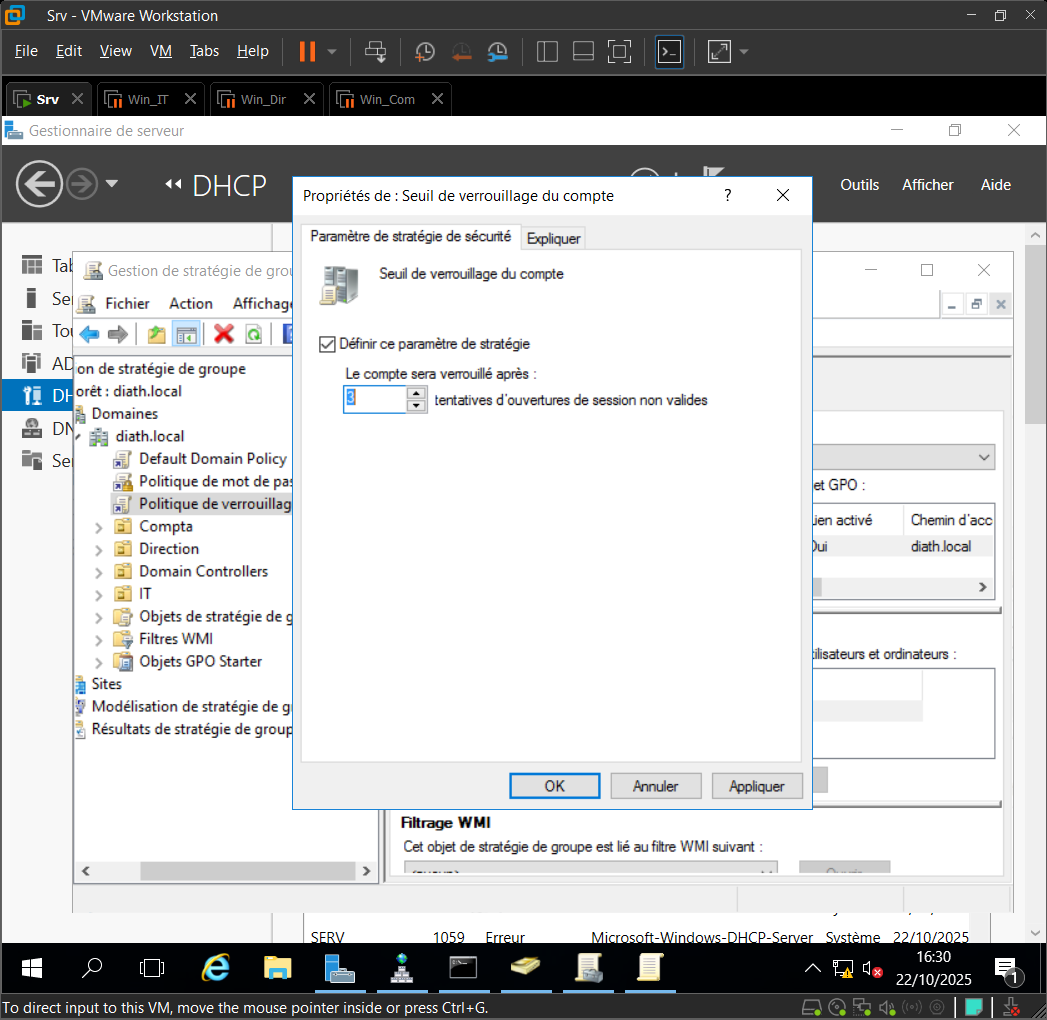 Srv - VMware Workstation
File Edit View VM Tabs Help
Srv Win_IT Win_Dir Win_Com
Gestionnaire de serveur
DHCP
Outils Afficher Aide
Propriétés de : Seuil de verrouillage du compte ?
Paramètre de stratégie de sécurité Expliquer
Seuil de verrouillage du compte
Définir ce paramètre de stratégie
Le compte sera verrouillé après :
3 tentatives d'ouvertures de session non valides
OK Annuler Appliquer
Gestion de stratégie de grou
Fichier Action Affichag
on de stratégie de groupe
orêt : diath.local
Domaines
diath.local
Default Domain Policy
Politique de mot de pas
Politique de verrouillag
Compta
Direction
Domain Controllers
IT
Objets de stratégie de g
Filtres WMI
Objets GPO Starter
Sites
Modélisation de stratégie de g
Résultats de stratégie de groupe
Tab
Se
Tou
AD
DH
DN
Se
et GPO :
ien activé Chemin d'acc
Oui diath.local
tilisateurs et ordinateurs :
Filtrage WMI
Cet objet de stratégie de groupe est lié au filtre WMI suivant :
SERV 1059 Erreur Microsoft-Windows-DHCP-Server Système 22/10/2025
16:30
22/10/2025
1
To direct input to this VM, move the mouse pointer inside or press Ctrl+G.